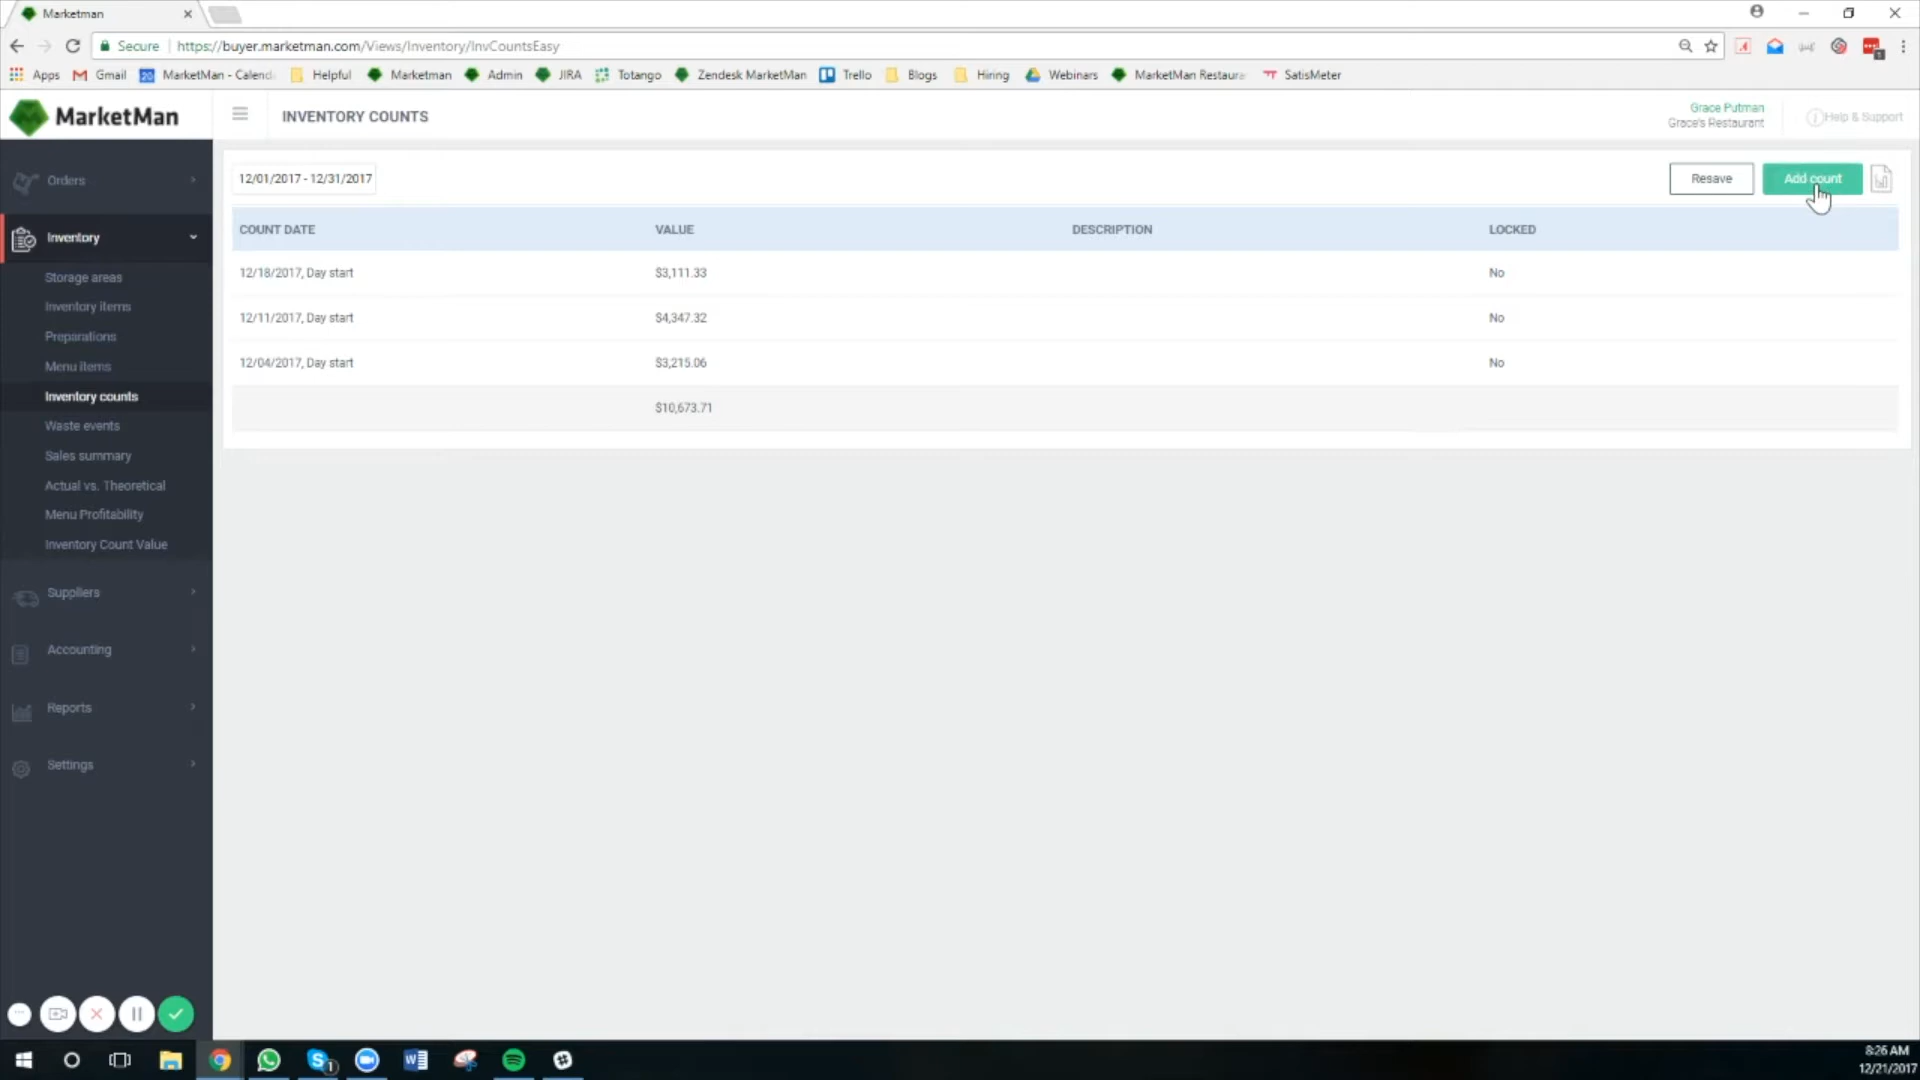 Marketman
Secure | https://buyer.marketman.com/Views/Inventory/InvCountsEasy
Apps Gmail 20 MarketMan - Calend Helpful Marketman Admin JIRA Totango Zendesk MarketMan Trello Blogs Hiring Webinars MarketMan Restaura SatisMeter
MarketMan INVENTORY COUNTS
Grace Putman
Grace's Restaurant
Help & Support
12/01/2017 - 12/31/2017 Resave Add count
COUNT DATE VALUE DESCRIPTION LOCKED
12/18/2017, Day start $3,111.33 No
12/11/2017, Day start $4,347.32 No
12/04/2017, Day start $3,215.06 No
$10,673.71
Orders
Inventory
Storage areas
Inventory items
Preparations
Menu items
Inventory counts
Waste events
Sales summary
Actual vs. Theoretical
Menu Profitability
Inventory Count Value
Suppliers
Accounting
Reports
Settings
8:26 AM
12/21/2017